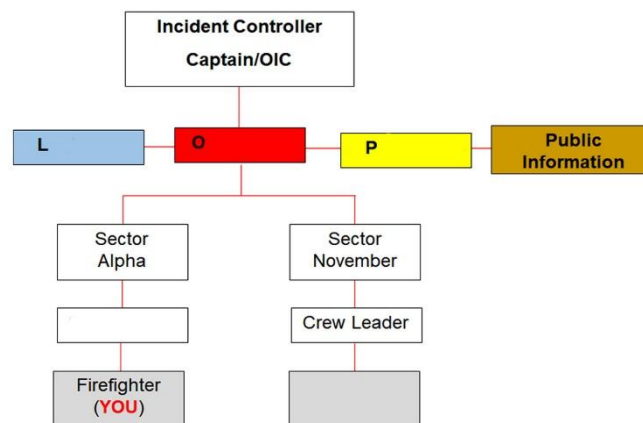 Incident Controller
Captain/OIC
L
O
P
Public
Information
Sector
Alpha
Sector
November
Crew Leader
Firefighter
(YOU)